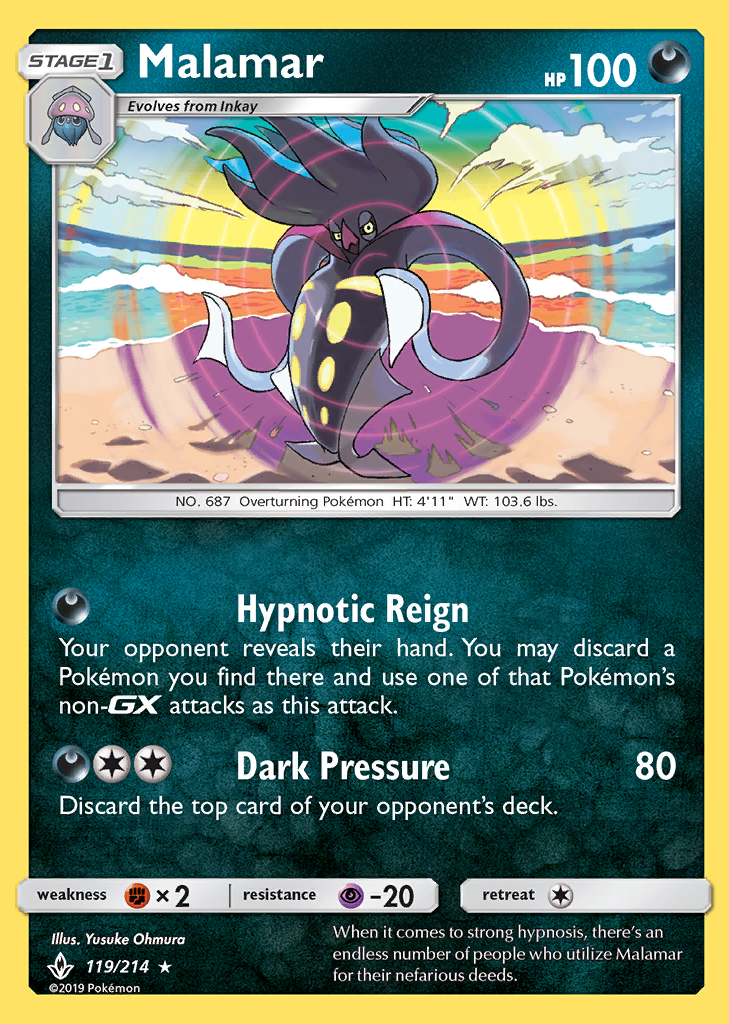 STAGE1 Malamar HP 100
Evolves from Inkay
NO. 687 Overturning Pokémon HT: 4'11" WT: 103.6 lbs.
Hypnotic Reign
Your opponent reveals their hand. You may discard a
Pokémon you find there and use one of that Pokémon's
non-GX attacks as this attack.
Dark Pressure 80
Discard the top card of your opponent's deck.
weakness ×2 resistance -20 retreat
Illus. Yusuke Ohmura
119/214 ★
©2019 Pokémon
When it comes to strong hypnosis, there's an
endless number of people who utilize Malamar
for their nefarious deeds.